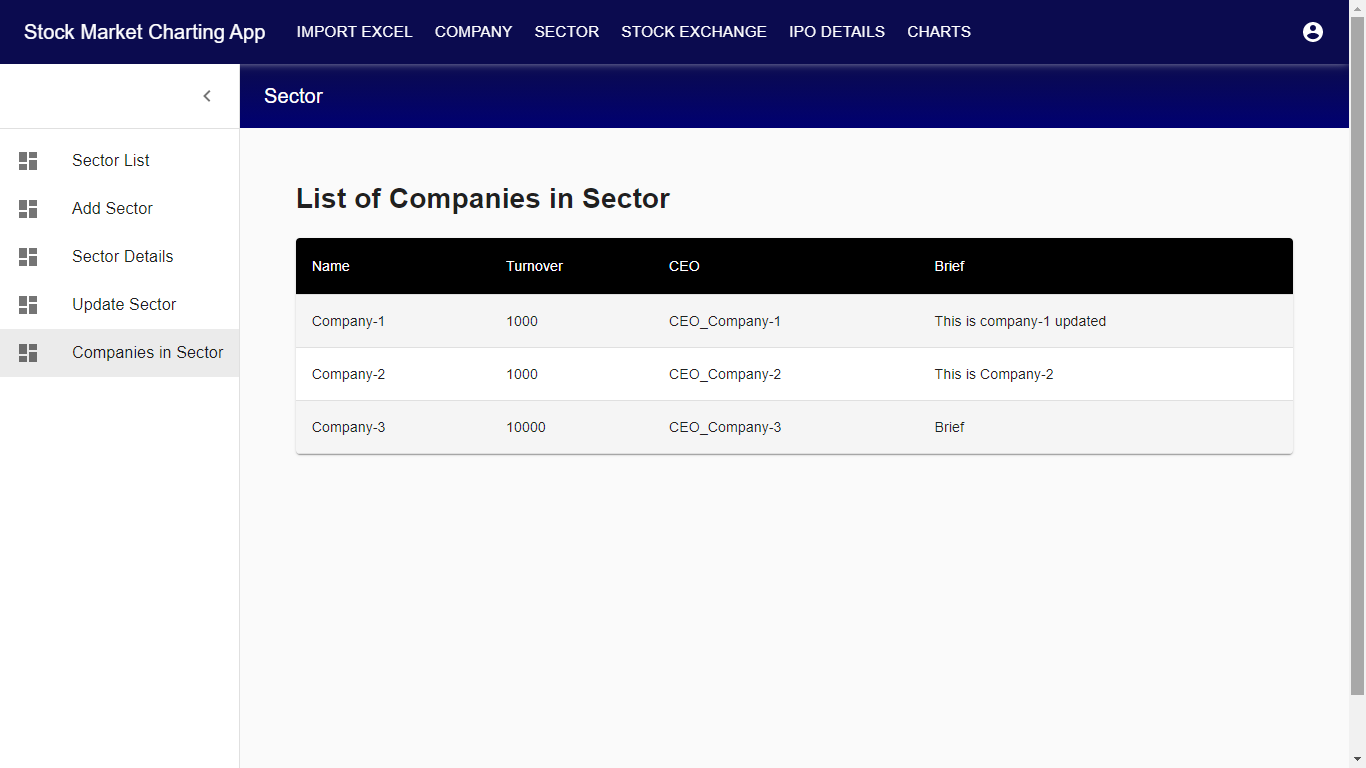 Stock Market Charting App IMPORT EXCEL COMPANY SECTOR STOCK EXCHANGE IPO DETAILS CHARTS
Sector
Sector List
Add Sector
Sector Details
Update Sector
Companies in Sector
List of Companies in Sector
Name Turnover CEO Brief
Company-1 1000 CEO_Company-1 This is company-1 updated
Company-2 1000 CEO_Company-2 This is Company-2
Company-3 10000 CEO_Company-3 Brief